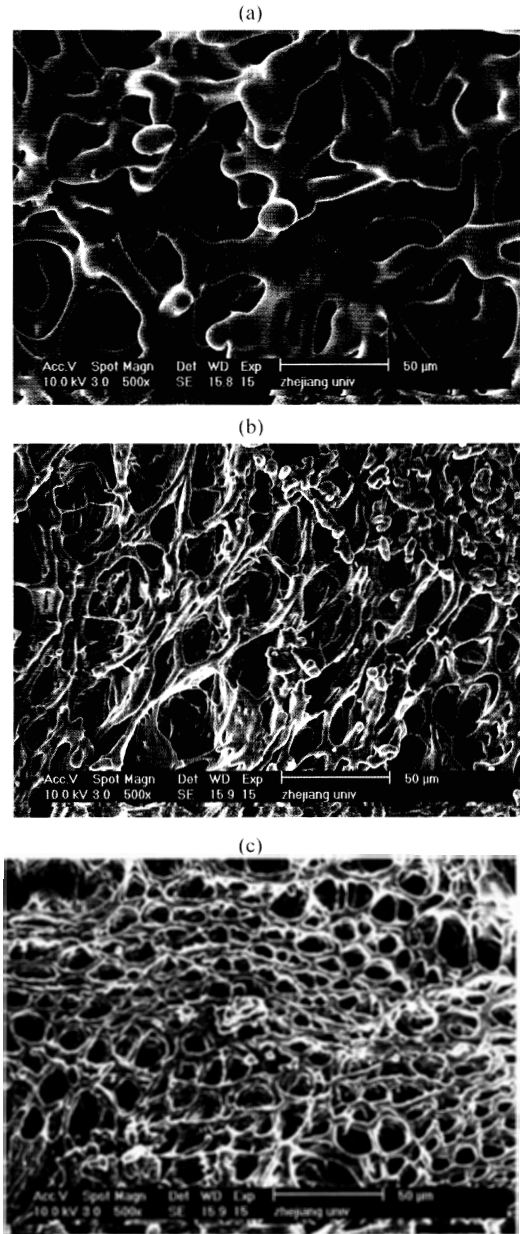 (a)
Acc.V Spot Magn Det WD Exp 50 μm
10.0 kV 3.0 500x SE 15.8 15 zhejiang univ
(b)
Acc.V Spot Magn Det WD Exp 50 μm
10.0 kV 3.0 500x SE 15.9 15 zhejiang univ
(c)
Acc.V Spot Magn Det WD Exp 50 μm
10.0 kV 3.0 500x SE 15.9 15 zhejiang univ